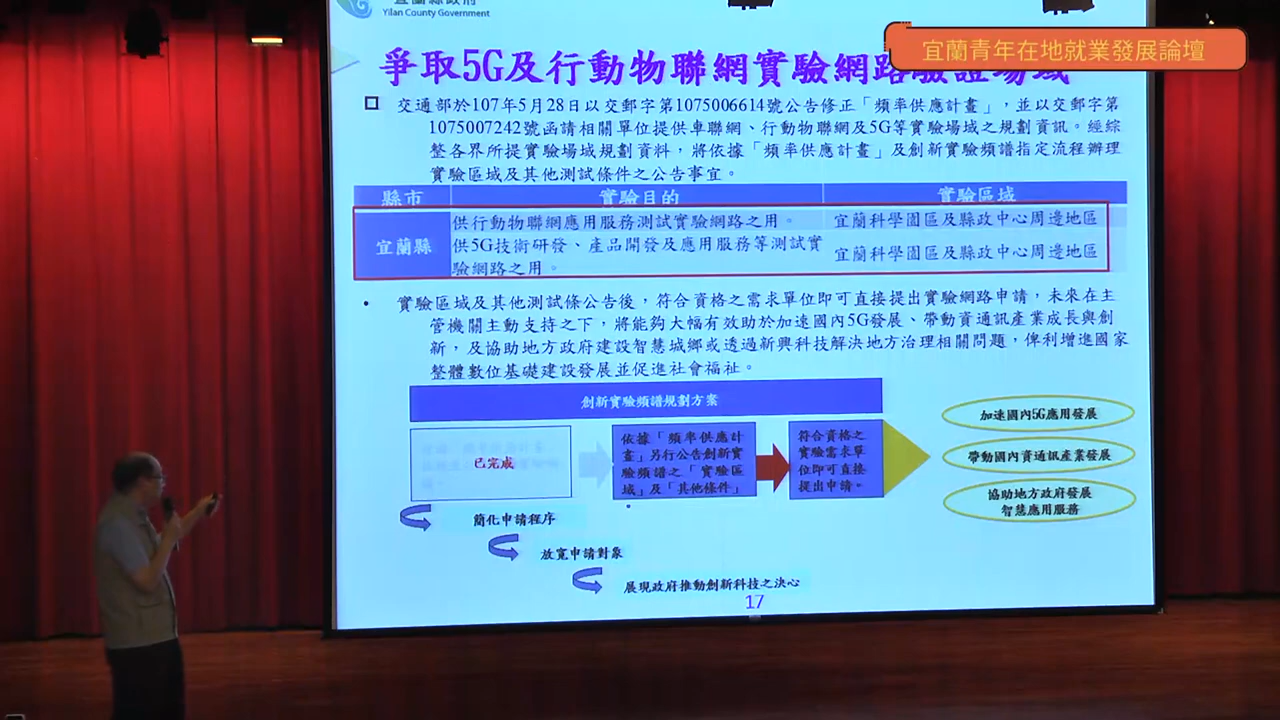 宜蘭縣政府
Yilan County Government
宜蘭青年在地就業發展論壇
爭取5G及行動物聯網實驗網路驗證場域
交通部於107年5月28日以交郵字第1075006614號公告修正「頻率供應計畫」，並以交郵字第
1075007242號函請相關單位提供車聯網、行動物聯網及5G等實驗場域之規劃資訊。經綜
整各界所提實驗場域規劃資料，將依據「頻率供應計畫」及創新實驗頻譜指定流程辦理
實驗區域及其他測試條件之公告事宜。
縣市 實驗目的 實驗區域
宜蘭縣
供行動物聯網應用服務測試實驗網路之用。 宜蘭科學園區及縣政中心周邊地區
供5G技術研發、產品開發及應用服務等測試實
驗網路之用。
宜蘭科學園區及縣政中心周邊地區
• 實驗區域及其他測試條公告後，符合資格之需求單位即可直接提出實驗網路申請，未來在主
管機關主動支持之下，將能夠大幅有效助於加速國內5G發展、帶動資通訊產業成長與創
新，及協助地方政府建設智慧城鄉或透過新興科技解決地方治理相關問題，俾利增進國家
整體數位基礎建設發展並促進社會福祉。
創新實驗頻譜規劃方案
已完成
依據「頻率供應計
畫」另行公告創新實
驗頻譜之「實驗區
域」及「其他條件」
符合資格之
實驗需求單
位即可直接
提出申請。
加速國內5G應用發展
帶動國內資通訊產業發展
協助地方政府發展
智慧應用服務
簡化申請程序
放寬申請對象
展現政府推動創新科技之決心
17